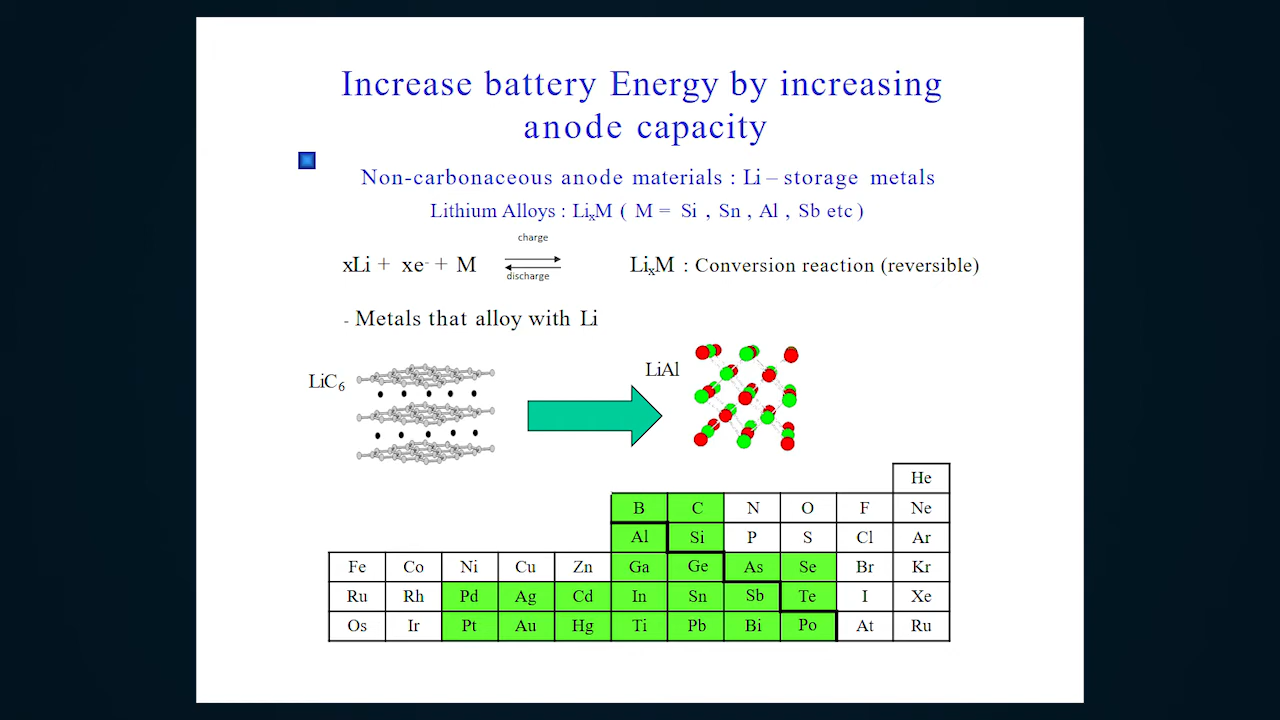 Increase battery Energy by increasing
anode capacity
Non-carbonaceous anode materials : Li – storage metals
Lithium Alloys : LiₓM ( M = Si , Sn , Al , Sb etc )
charge
xLi + xe⁻ + M LiₓM : Conversion reaction (reversible)
discharge
- Metals that alloy with Li
LiAl
LiC₆
He
B C N O F Ne
Al Si P S Cl Ar
Fe Co Ni Cu Zn Ga Ge As Se Br Kr
Ru Rh Pd Ag Cd In Sn Sb Te I Xe
Os Ir Pt Au Hg Ti Pb Bi Po At Ru